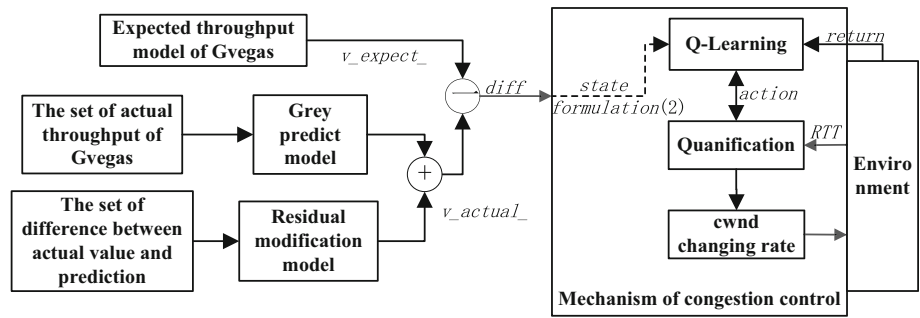 Expected throughput
model of Gvegas
v_expect_
The set of actual
throughput of
Gvegas
Grey
predict
model
The set of
difference between
actual value and
prediction
Residual
modification
model
+
v_actual_
—
diff
state
formulation(2)
Q-Learning
return
action
Quanification
RTT
cwnd
changing rate
Enviro
nment
Mechanism of congestion control